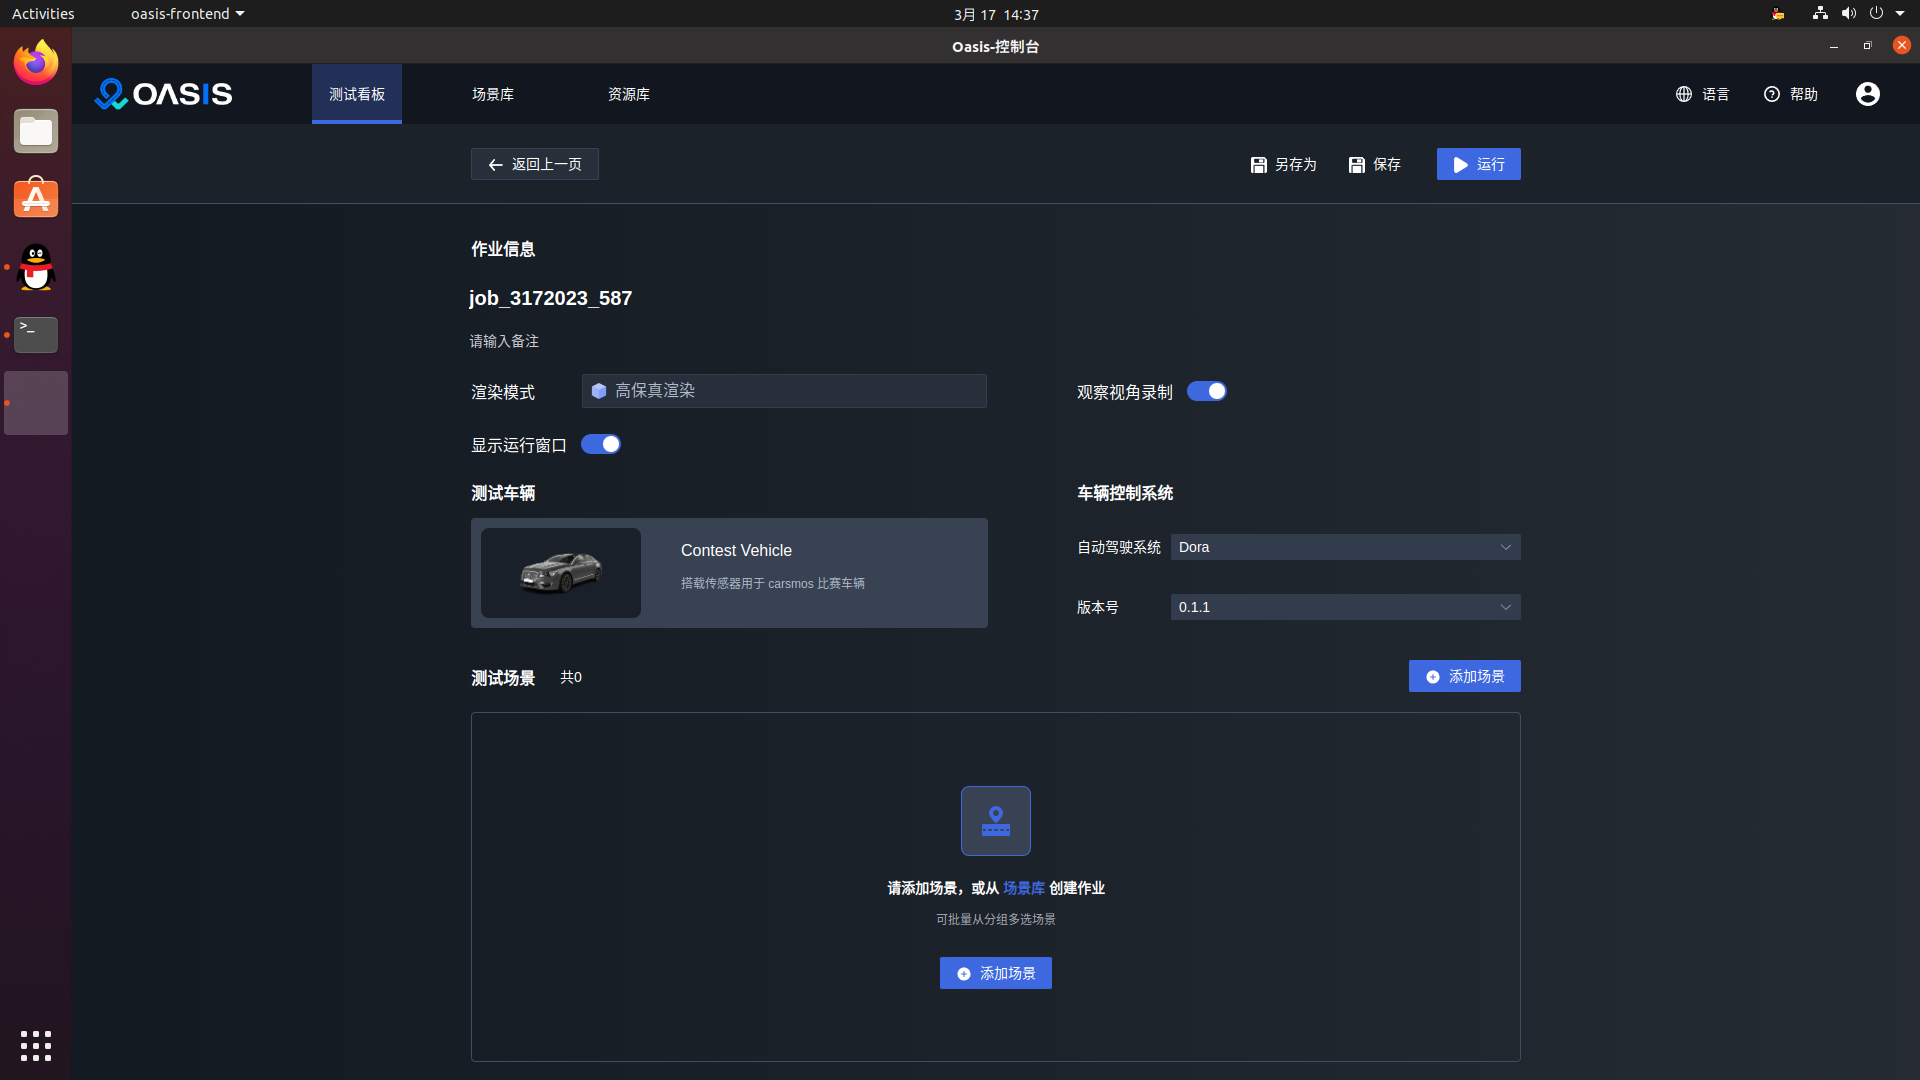 Activities
oasis-frontend
3月 17 14:37
Oasis-控制台
OASIS
测试看板
场景库
资源库
语言
帮助
返回上一页
另存为
保存
运行
作业信息
job_3172023_587
请输入备注
渲染模式
高保真渲染
观察视角录制
显示运行窗口
测试车辆
车辆控制系统
Contest Vehicle
搭载传感器用于 carsmos 比赛车辆
自动驾驶系统
Dora
版本号
0.1.1
测试场景
共0
添加场景
请添加场景，或从 场景库 创建作业
可批量从分组多选场景
添加场景